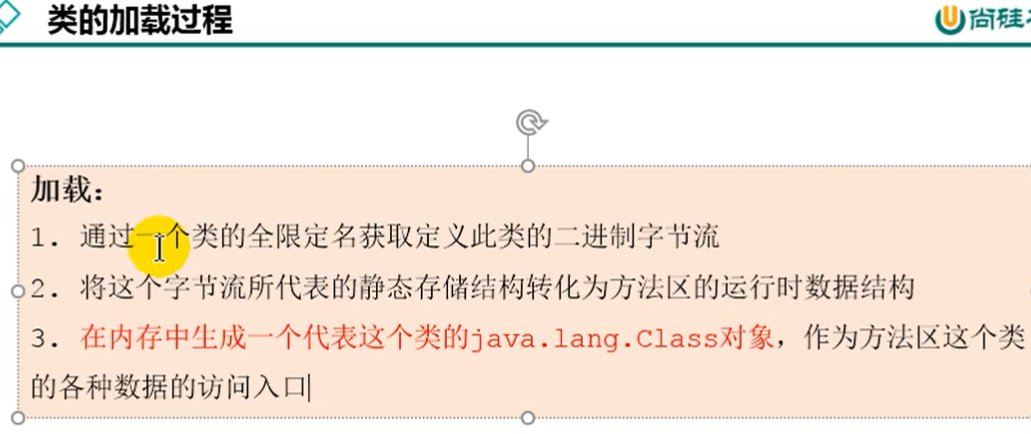 类的加载过程
尚硅
加载：
1. 通过一个类的全限定名获取定义此类的二进制字节流
2. 将这个字节流所代表的静态存储结构转化为方法区的运行时数据结构
3. 在内存中生成一个代表这个类的java.lang.Class对象，作为方法区这个类
的各种数据的访问入口